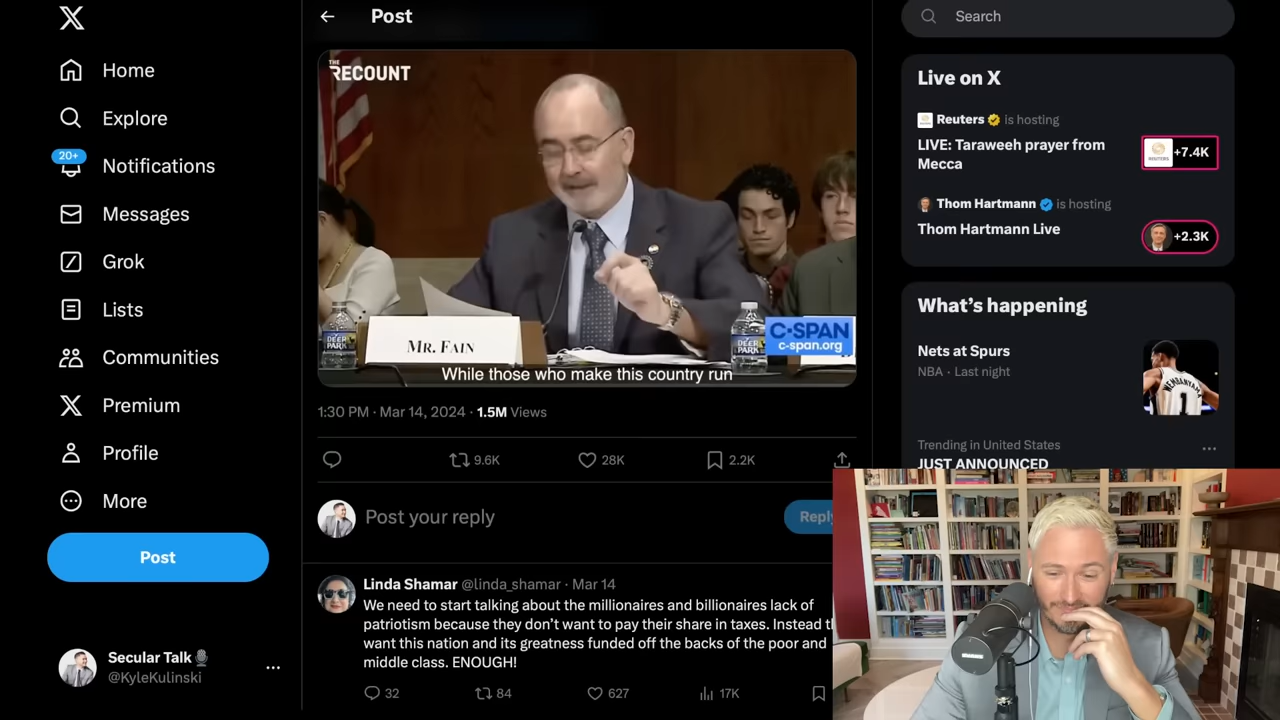 Post
Search
Home
Explore
20+
Notifications
Messages
Grok
Lists
Communities
Premium
Profile
More
Post
Secular Talk
@KyleKulinski
THE
RECOUNT
MR. FAIN
DEER
PARK
DEER
PARK
C-SPAN
c-span.org
While those who make this country run
1:30 PM · Mar 14, 2024 · 1.5M Views
9.6K
28K
2.2K
Post your reply
Reply
Linda Shamar @linda_shamar · Mar 14
We need to start talking about the millionaires and billionaires lack of
patriotism because they don't want to pay their share in taxes. Instead
want this nation and its greatness funded off the backs of the poor and
middle class. ENOUGH!
32
84
627
17K
Live on X
Reuters is hosting
LIVE: Taraweeh prayer from
Mecca
REUTERS
+7.4K
Thom Hartmann is hosting
Thom Hartmann Live
+2.3K
What's happening
Nets at Spurs
NBA · Last night
WEMBANYAMA
1
Trending in United States
JUST ANNOUNCED